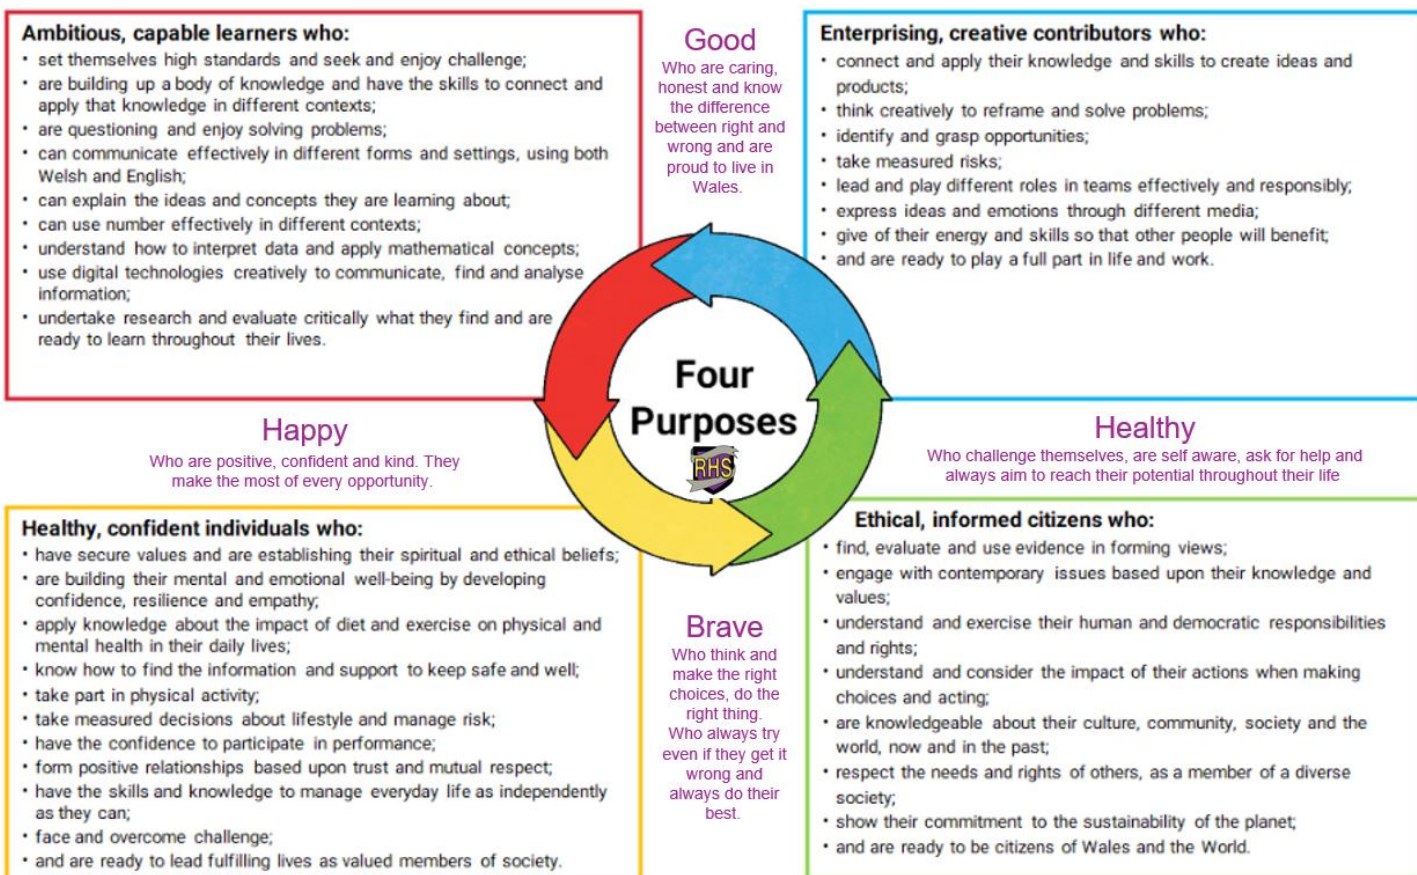 Ambitious, capable learners who:
• set themselves high standards and seek and enjoy challenge;
• are building up a body of knowledge and have the skills to connect and
apply that knowledge in different contexts;
• are questioning and enjoy solving problems;
• can communicate effectively in different forms and settings, using both
Welsh and English;
• can explain the ideas and concepts they are learning about;
• can use number effectively in different contexts;
• understand how to interpret data and apply mathematical concepts;
• use digital technologies creatively to communicate, find and analyse
information;
• undertake research and evaluate critically what they find and are
ready to learn throughout their lives.
Good
Who are caring,
honest and know
the difference
between right and
wrong and are
proud to live in
Wales.
Enterprising, creative contributors who:
• connect and apply their knowledge and skills to create ideas and
products;
• think creatively to reframe and solve problems;
• identify and grasp opportunities;
• take measured risks;
• lead and play different roles in teams effectively and responsibly;
• express ideas and emotions through different media;
• give of their energy and skills so that other people will benefit;
• and are ready to play a full part in life and work.
Four
Purposes
RHS
Happy
Who are positive, confident and kind. They
make the most of every opportunity.
Healthy
Who challenge themselves, are self aware, ask for help and
always aim to reach their potential throughout their life
Healthy, confident individuals who:
• have secure values and are establishing their spiritual and ethical beliefs;
• are building their mental and emotional well-being by developing
confidence, resilience and empathy;
• apply knowledge about the impact of diet and exercise on physical and
mental health in their daily lives;
• know how to find the information and support to keep safe and well;
• take part in physical activity;
• take measured decisions about lifestyle and manage risk;
• have the confidence to participate in performance;
• form positive relationships based upon trust and mutual respect;
• have the skills and knowledge to manage everyday life as independently
as they can;
• face and overcome challenge;
• and are ready to lead fulfilling lives as valued members of society.
Brave
Who think and
make the right
choices, do the
right thing.
Who always try
even if they get it
wrong and
always do their
best.
Ethical, informed citizens who:
• find, evaluate and use evidence in forming views;
• engage with contemporary issues based upon their knowledge and
values;
• understand and exercise their human and democratic responsibilities
and rights;
• understand and consider the impact of their actions when making
choices and acting;
• are knowledgeable about their culture, community, society and the
world, now and in the past;
• respect the needs and rights of others, as a member of a diverse
society;
• show their commitment to the sustainability of the planet;
• and are ready to be citizens of Wales and the World.